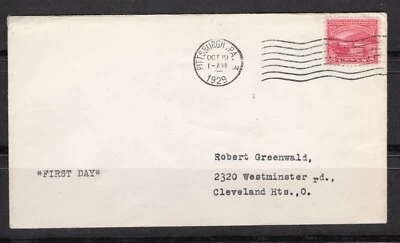 PITTSBURGH, PA.
OCT 19
1-AM
1929
Robert Greenwald,
2320 Westminster Rd.,
Cleveland Hts.,O.
*FIRST DAY*